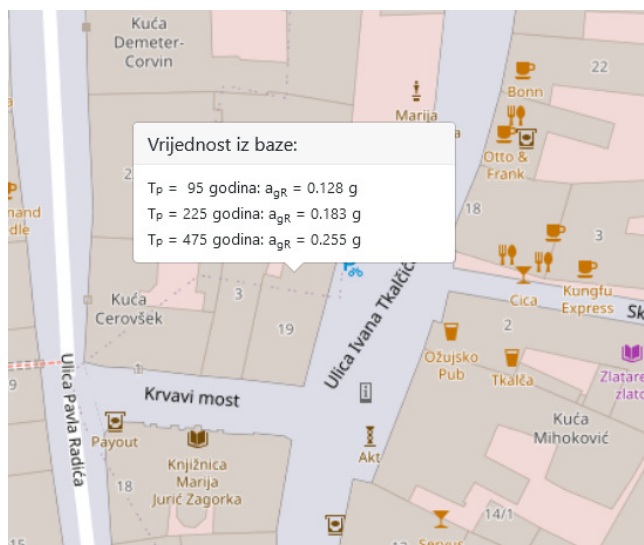 Kuća
Demeter-
Corvin
Marija
Bonn
22
Otto &
Frank
Vrijednost iz baze:
Tₚ = 95 godina: agR = 0.128 g
Tₚ = 225 godina: agR = 0.183 g
Tₚ = 475 godina: agR = 0.255 g
18
3
Cica
Kungfu
Express
Kuća
Cerovšek
3
19
Ulica Ivana Tkalčića
2
Ožujsko
Pub
Tkalča
Ulica Pavla Radića
1
Krvavi most
Payout
Knjižnica
Marija
Jurić Zagorka
18
Akt
Kuća
Mihoković
14/1